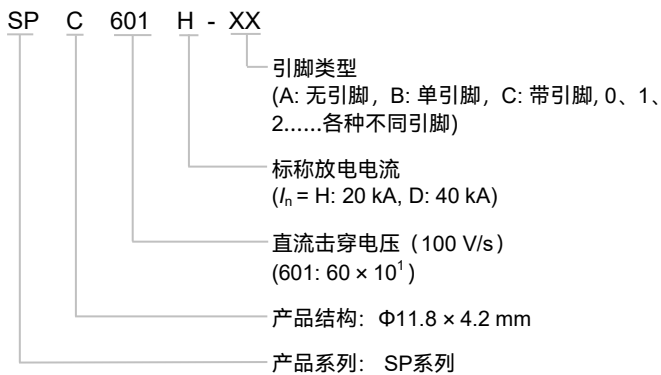 SP C 601 H - XX
引脚类型
(A: 无引脚，B: 单引脚，C: 带引脚, 0、1、
2......各种不同引脚)
标称放电电流
(Iₙ = H: 20 kA, D: 40 kA)
直流击穿电压（100 V/s）
(601: 60 × 10¹ )
产品结构: Φ11.8 × 4.2 mm
产品系列: SP系列